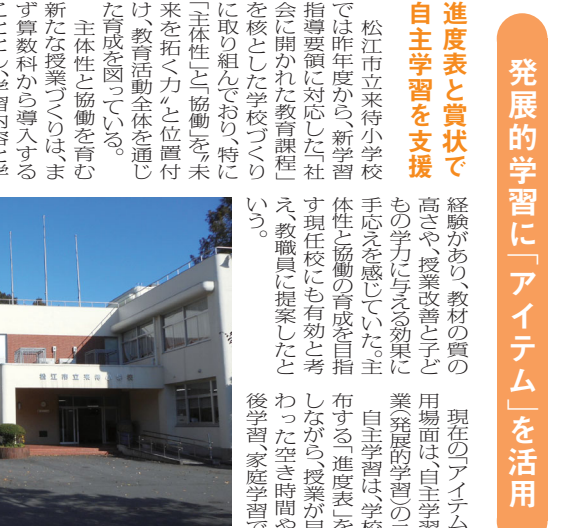 発展的学習に「アイテム」を活用
進度表と賞状で
自主学習を支援
松江市立来待小学校
では昨年度から、新学習
指導要領に対応した「社
会に開かれた教育課程」
を核とした学校づくり
に取り組んでおり、特に
「主体性」と「協働」を〝未
来を拓く力〟と位置付
け、教育活動全体を通じ
た育成を図っている。
主体性と協働を育む
新たな授業づくりは、ま
ず算数科から導入する
経験があり、教材の質の
高さや、授業改善と子ど
もの学力に与える効果に
手応えを感じていた。主
体性と協働の育成を目指
す現任校にも有効と考
え、教職員に提案したと
いう。
現在の「アイテム
用場面は、自主学習
業（発展的学習）の
自主学習は、学校
布する「進度表」を
しながら、授業が早
わった空き時間や
後学習、家庭学習で